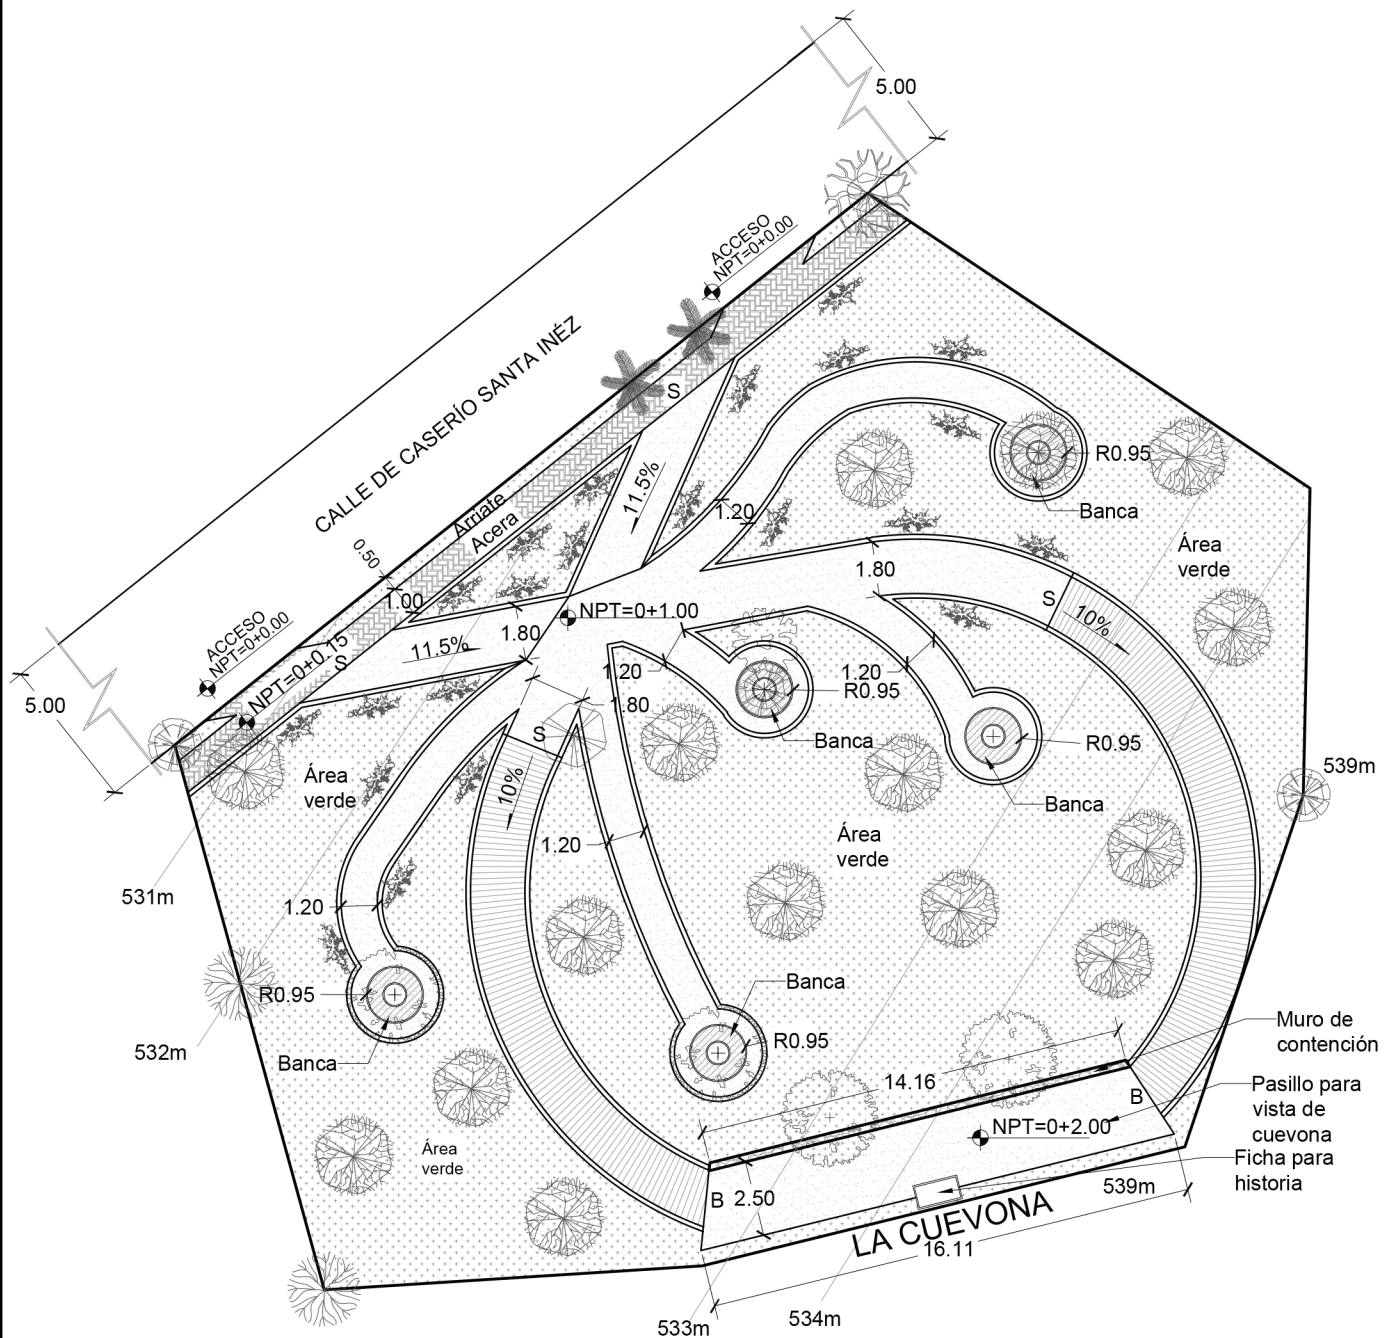 5.00
ACCESO
NPT=0+0.00
CALLE DE CASERÍO SANTA INÉZ
S
11.5%
R0.95
Banca
1.20
Arriate
Acera
0.50
1.00
Área
verde
1.80
S
10%
NPT=0+1.00
ACCESO
NPT=0+0.00
NPT=0+0.15
S
11.5%
1.80
1.20
R0.95
1.20
5.00
1.80
S
Banca
R0.95
539m
Área
verde
10%
Banca
1.20
Área
verde
531m
1.20
R0.95
Banca
Banca
R0.95
532m
Muro de
contención
14.16
B
Pasillo para
vista de
cuevona
NPT=0+2.00
Área
verde
Ficha para
historia
B
2.50
539m
LA CUEVONA
16.11
533m
534m